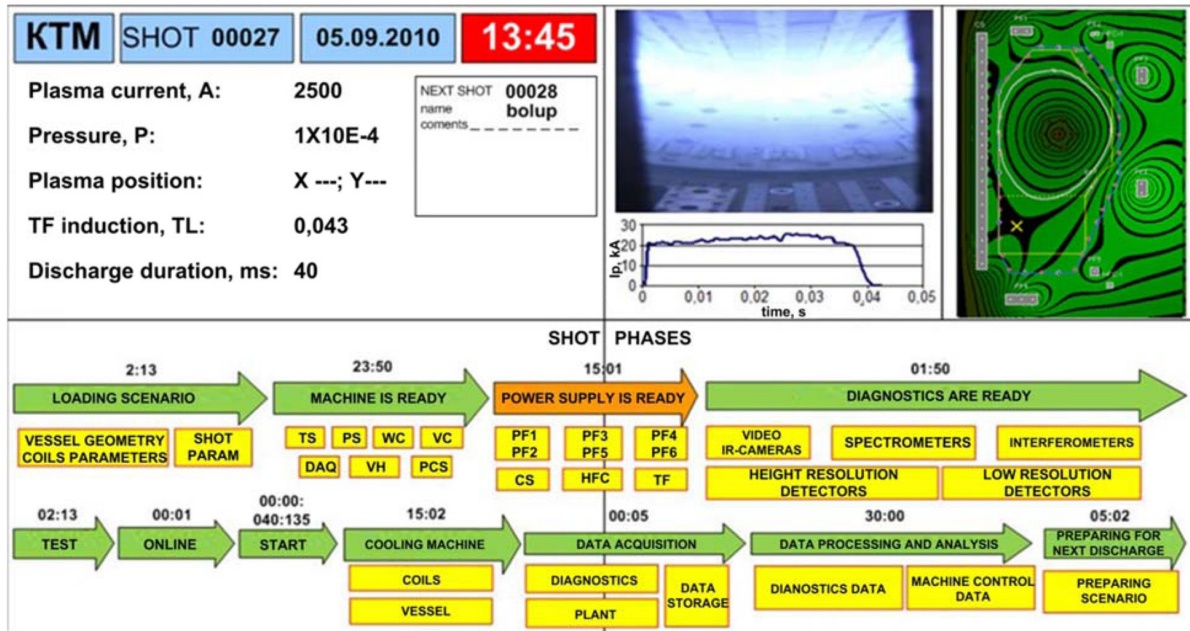 KTM SHOT 00027 05.09.2010 13:45
Plasma current, A: 2500
Pressure, P: 1X10E-4
Plasma position: X ---; Y---
TF induction, TL: 0,043
Discharge duration, ms: 40
NEXT SHOT 00028
name bolup
coments_ _ _ _ _ _ _ _
30
20
10
0
Ip, kA
0 0,01 0,02 0,03 0,04 0,05
time, s
CS
SHOT PHASES
2:13
LOADING SCENARIO
VESSEL GEOMETRY
COILS PARAMETERS
SHOT
PARAM
23:50
MACHINE IS READY
TS PS WC VC
DAQ VH PCS
15:01
POWER SUPPLY IS READY
PF1
PF2
PF3
PF5
PF4
PF6
CS HFC TF
01:50
DIAGNOSTICS ARE READY
VIDEO
IR-CAMERAS
SPECTROMETERS
INTERFEROMETERS
HEIGHT RESOLUTION
DETECTORS
LOW RESOLUTION
DETECTORS
02:13
TEST
00:01
ONLINE
00:00:
040:135
START
15:02
COOLING MACHINE
COILS
VESSEL
00:05
DATA ACQUISITION
DIAGNOSTICS
PLANT
DATA
STORAGE
30:00
DATA PROCESSING AND ANALYSIS
DIANOSTICS DATA
MACHINE CONTROL
DATA
05:02
PREPARING FOR
NEXT DISCHARGE
PREPARING
SCENARIO